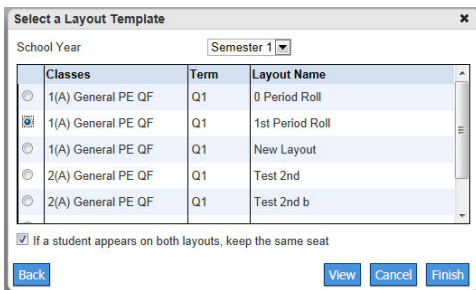 Select a Layout Template
School Year Semester 1
Classes Term Layout Name
1(A) General PE QF Q1 0 Period Roll
1(A) General PE QF Q1 1st Period Roll
1(A) General PE QF Q1 New Layout
2(A) General PE QF Q1 Test 2nd
2(A) General PE QF Q1 Test 2nd b
If a student appears on both layouts, keep the same seat
Back View Cancel Finish